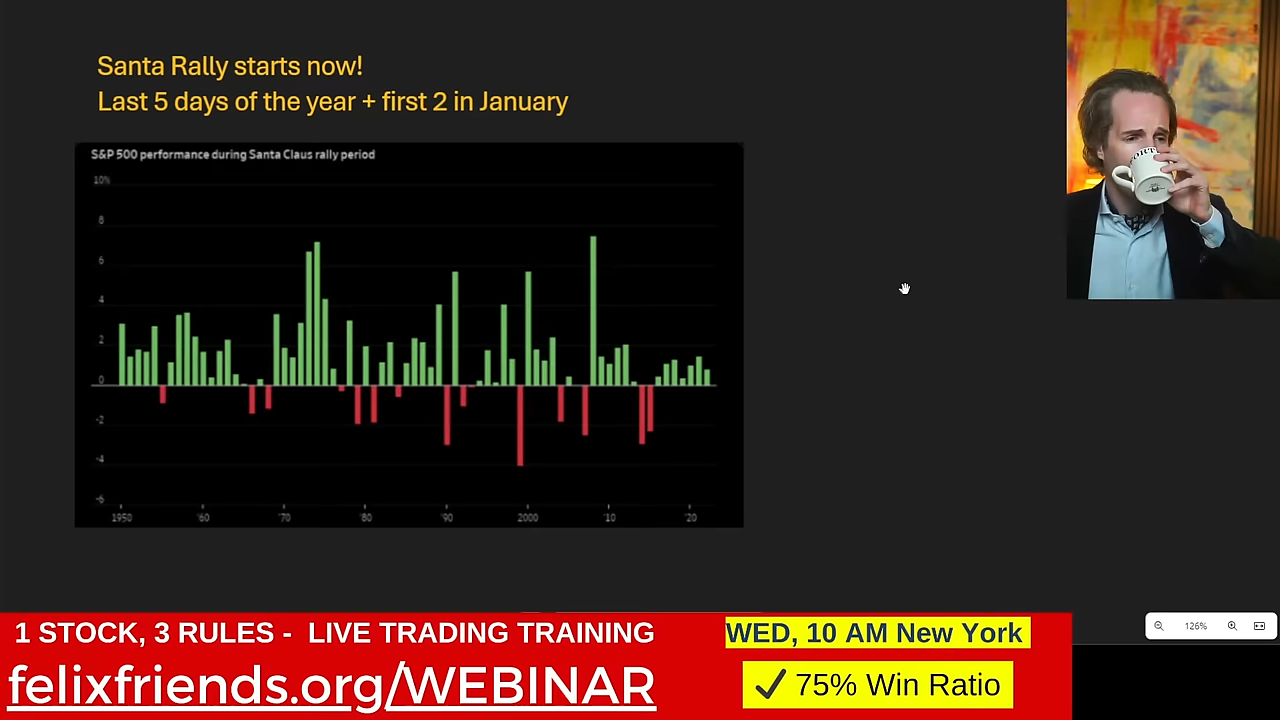 Santa Rally starts now!
Last 5 days of the year + first 2 in January
S&P 500 performance during Santa Claus rally period
10%
8
6
4
2
0
-2
-4
-6
1950 '60 '70 '80 '90 2000 '10 '20
ORT
126%
1 STOCK, 3 RULES - LIVE TRADING TRAINING
WED, 10 AM New York
felixfriends.org/WEBINAR
✓ 75% Win Ratio